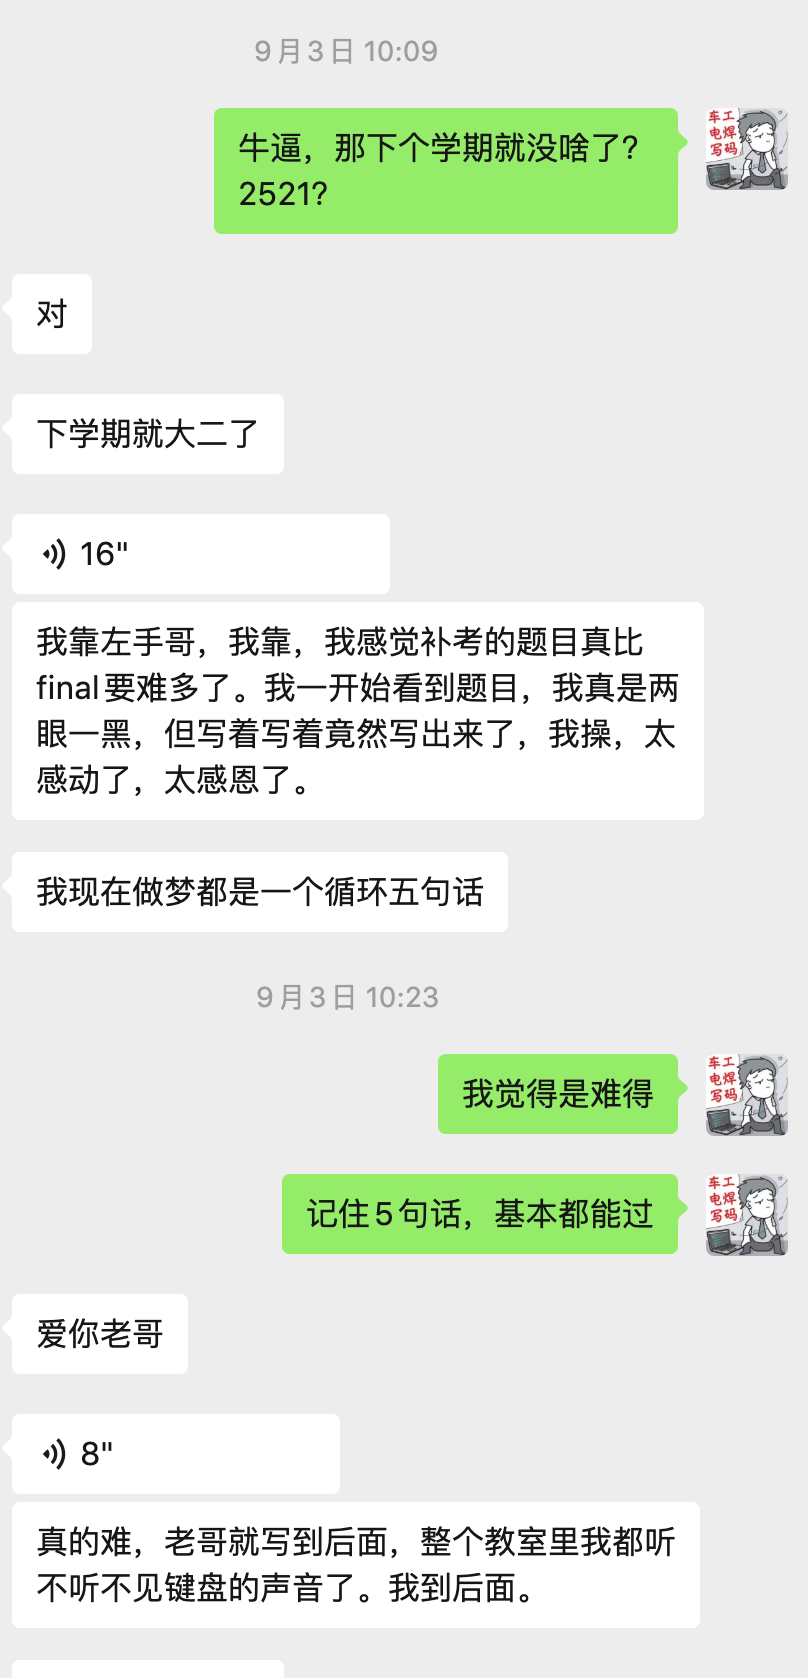 9月3日 10:09
牛逼，那下个学期就没啥了?
2521?
车工
电焊
写码
对
下学期就大二了
16"
我靠左手哥，我靠，我感觉补考的题目真比
final要难多了。我一开始看到题目，我真是两
眼一黑，但写着写着竟然写出来了，我操，太
感动了，太感恩了。
我现在做梦都是一个循环五句话
9月3日 10:23
我觉得是难得
车工
电焊
写码
记住5句话，基本都能过
车工
电焊
写码
爱你老哥
8"
真的难，老哥就写到后面，整个教室里我都听
不听不见键盘的声音了。我到后面。